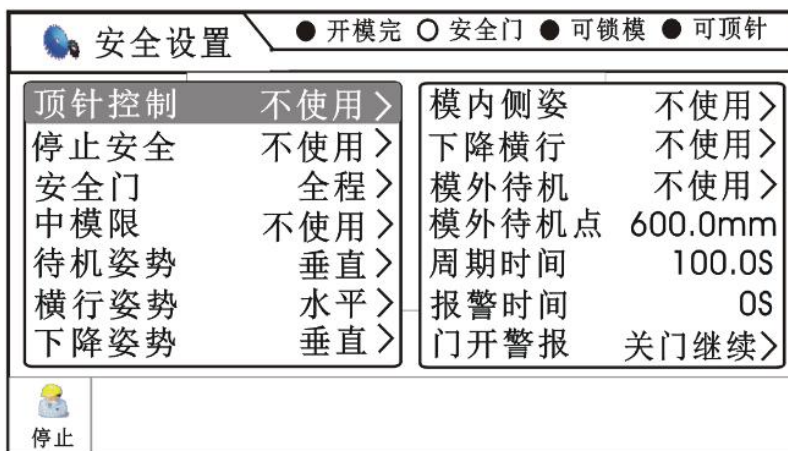 安全设置
● 开模完 ○ 安全门 ● 可锁模 ● 可顶针
顶针控制 不使用>
停止安全 不使用>
安全门 全程>
中模限 不使用>
待机姿势 垂直>
横行姿势 水平>
下降姿势 垂直>
模内侧姿 不使用>
下降横行 不使用>
模外待机 不使用>
模外待机点 600.0mm
周期时间 100.0S
报警时间 0S
门开警报 关门继续>
停止